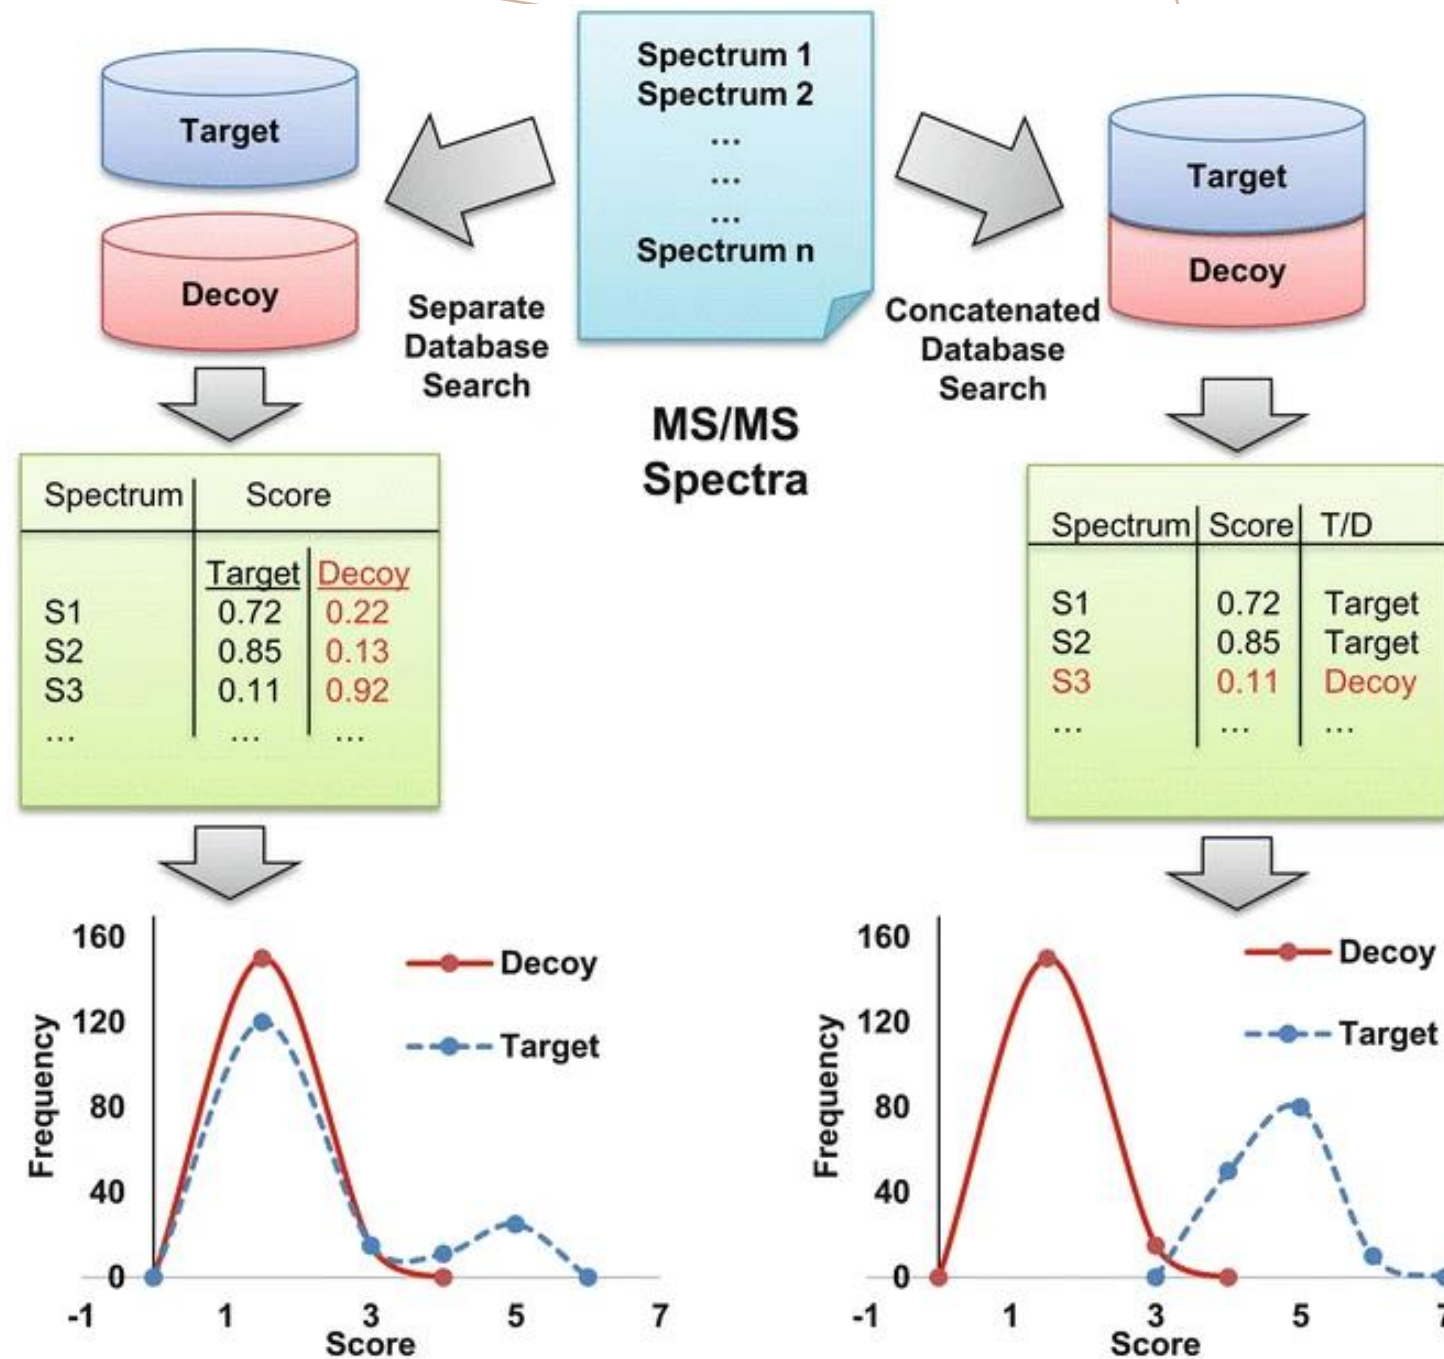 Target
Decoy
Separate
Database
Search
Spectrum 1
Spectrum 2
...
...
...
Spectrum n
MS/MS
Spectra
Concatenated
Database
Search
Target
Decoy
Spectrum Score
Target Decoy
S1 0.72 0.22
S2 0.85 0.13
S3 0.11 0.92
... ... ...
Spectrum Score T/D
S1 0.72 Target
S2 0.85 Target
S3 0.11 Decoy
... ... ...
Frequency
160
120
80
40
0
-1 1 3 5 7
Score
Decoy
Target
Frequency
160
120
80
40
0
-1 1 3 5 7
Score
Decoy
Target